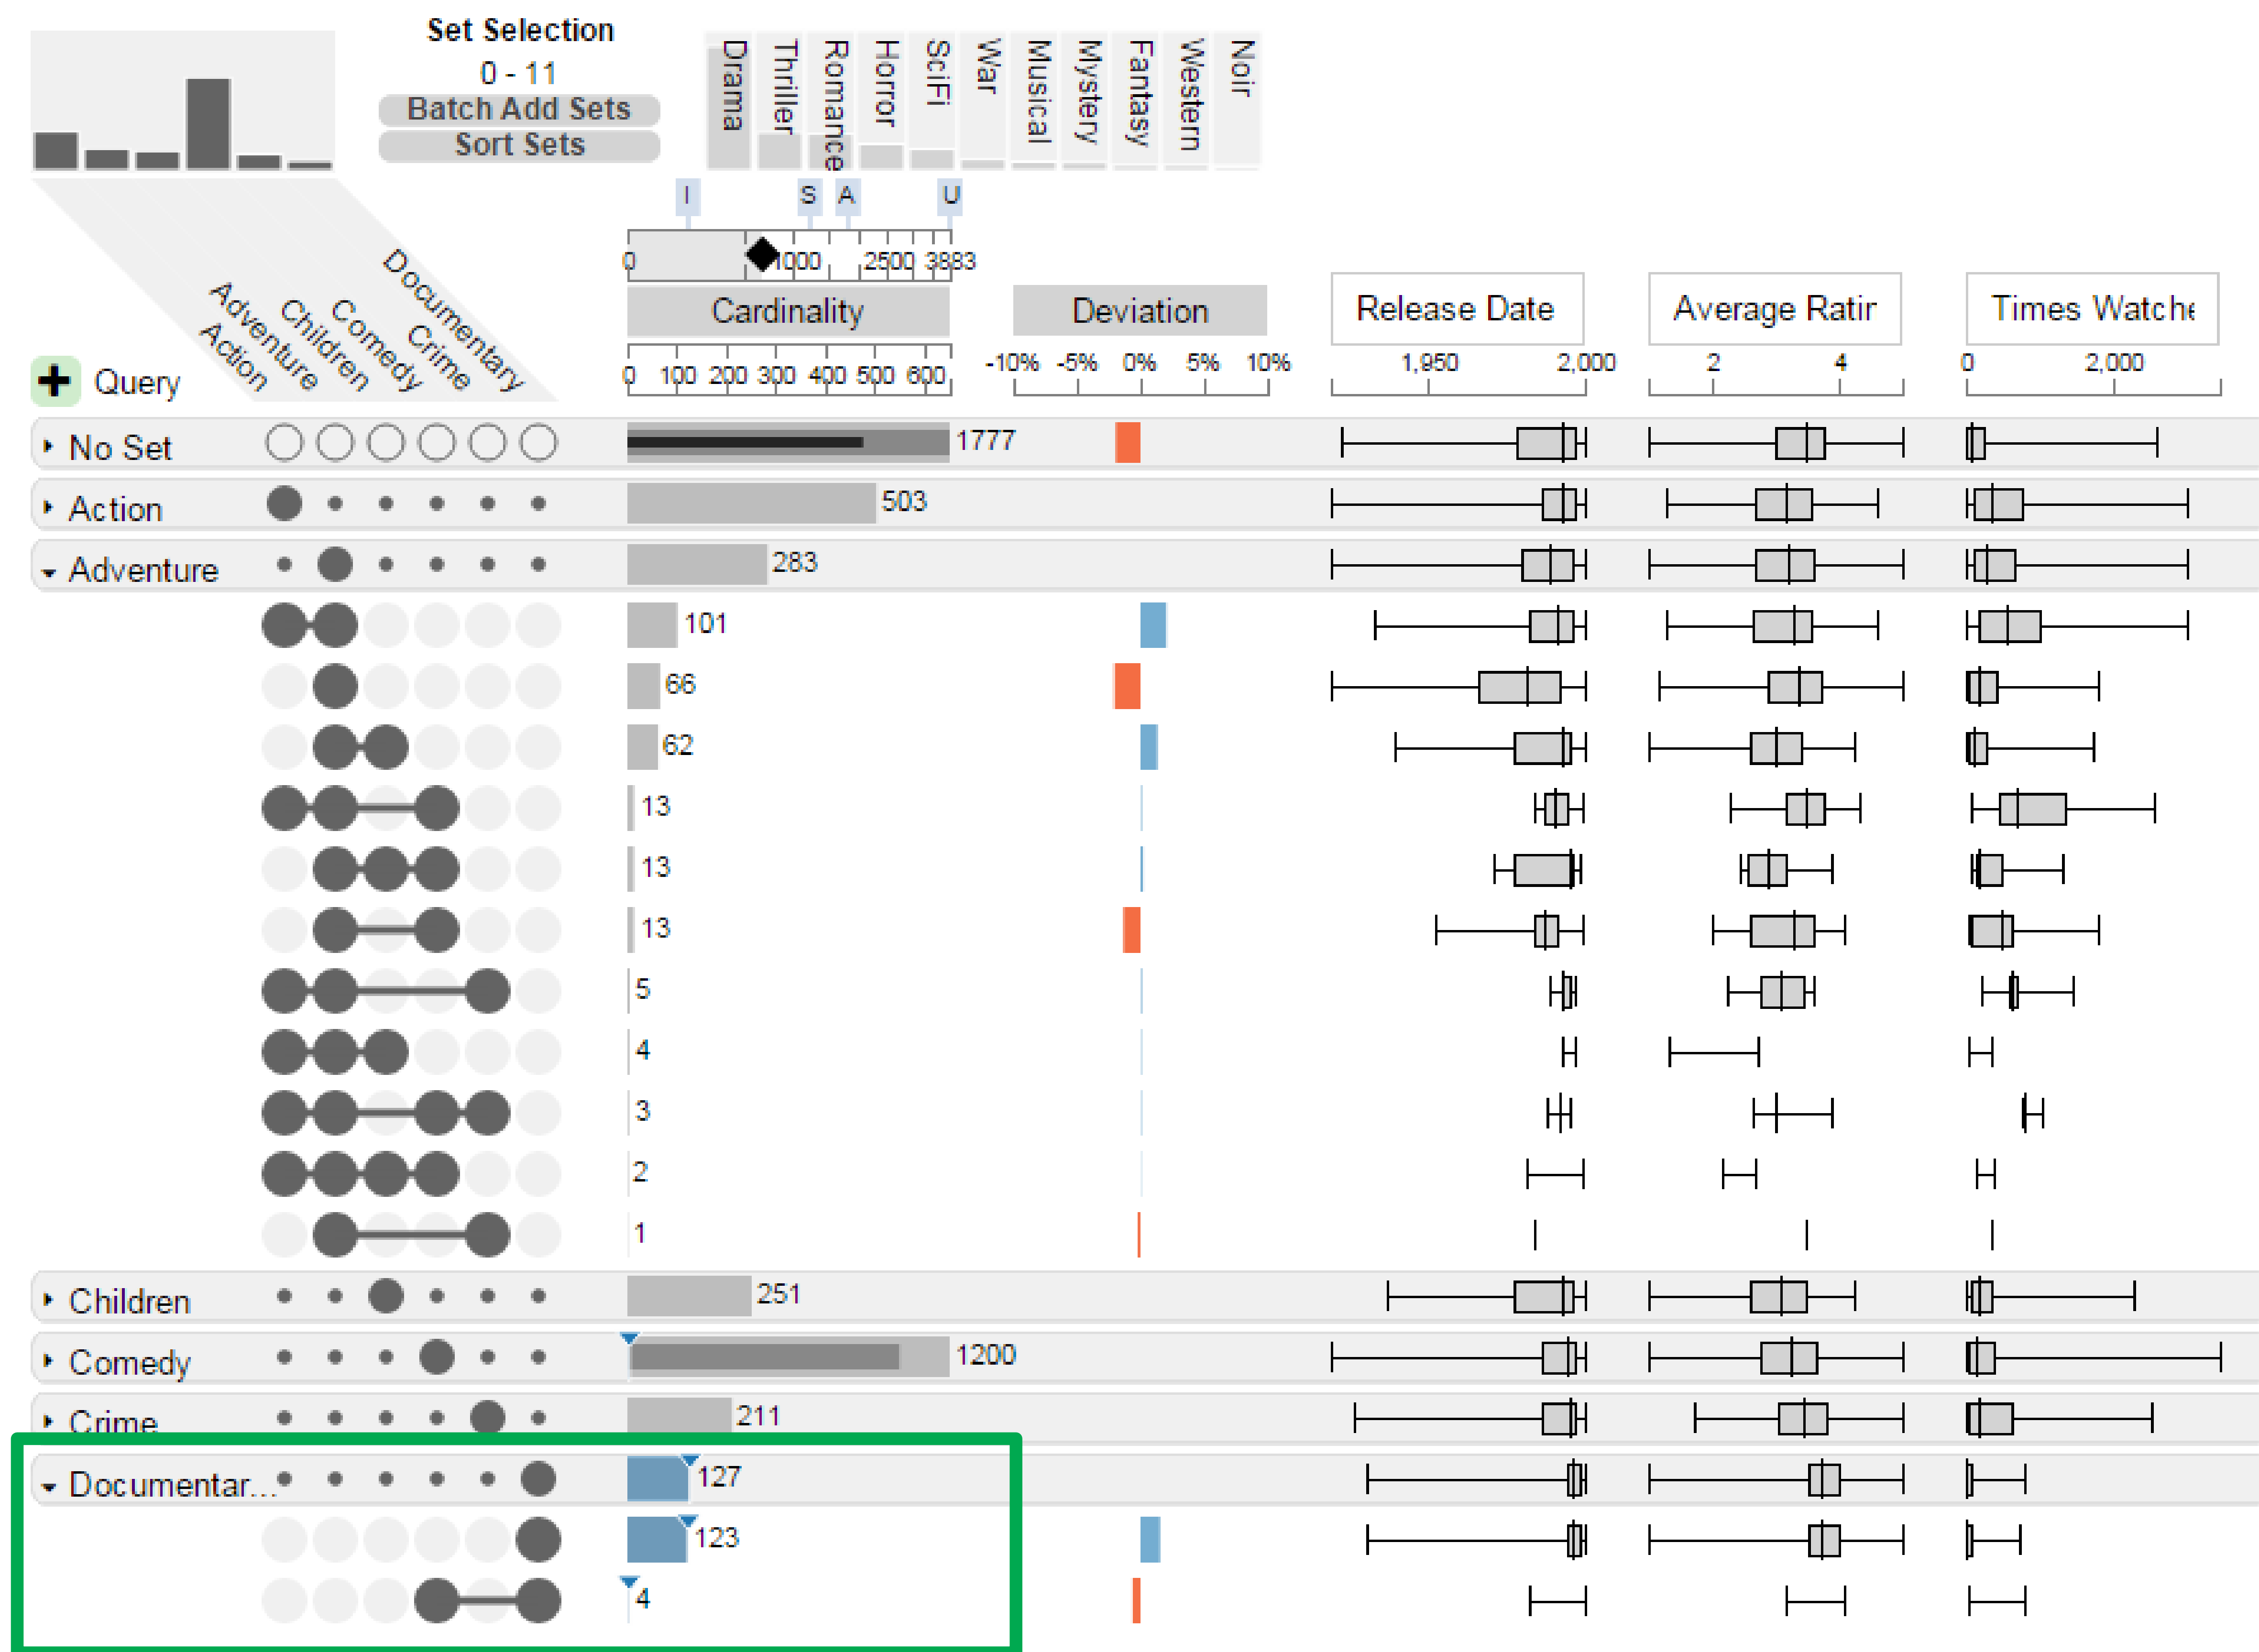 Set Selection
0 - 11
Batch Add Sets
Sort Sets
Drama
Thriller
Romance
Horror
SciFi
War
Musical
Mystery
Fantasy
Western
Noir
I S A U
0 1000 2500 3883
Cardinality Deviation Release Date Average Ratir Times Watche
Action
Adventure
Children
Comedy
Crime
Documentary
Query
0 100 200 300 400 500 600
-10% -5% 0% 5% 10%
1,950 2,000
2 4
0 2,000
No Set 1777
Action 503
Adventure 283
101
66
62
13
13
13
5
4
3
2
1
Children 251
Comedy 1200
Crime 211
Documentar... 127
123
4